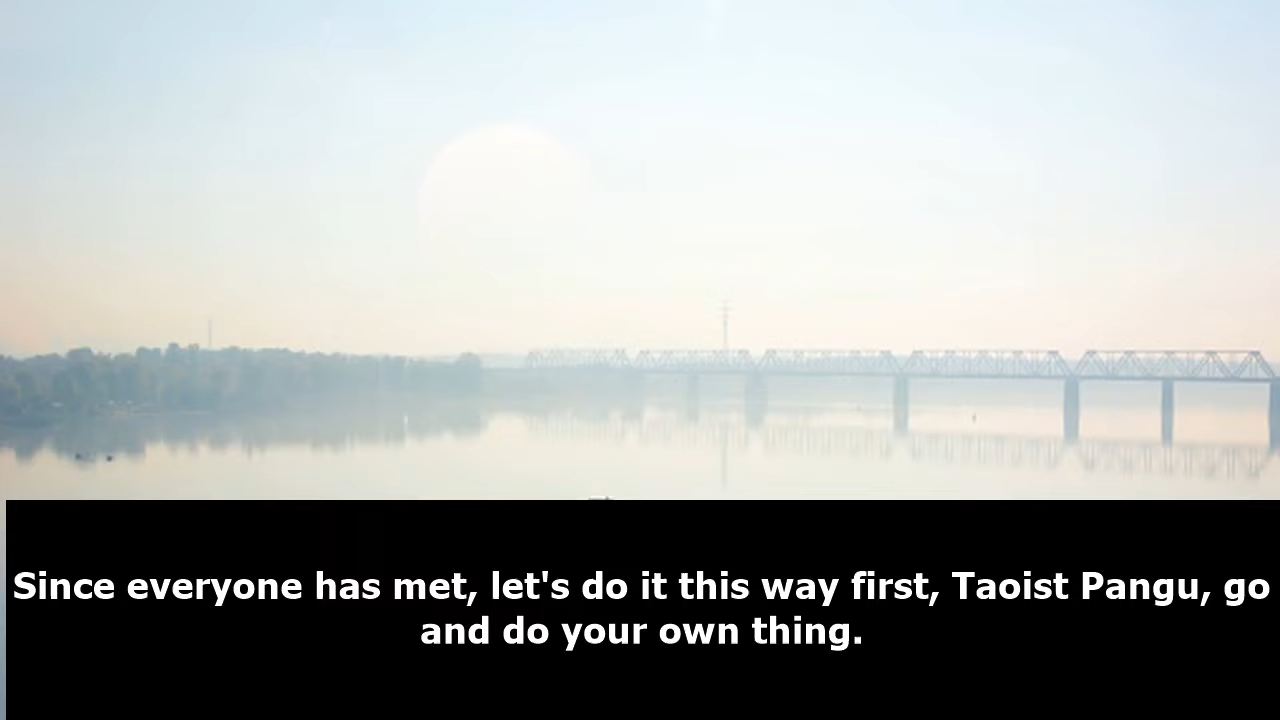 Since everyone has met, let's do it this way first, Taoist Pangu, go
and do your own thing.